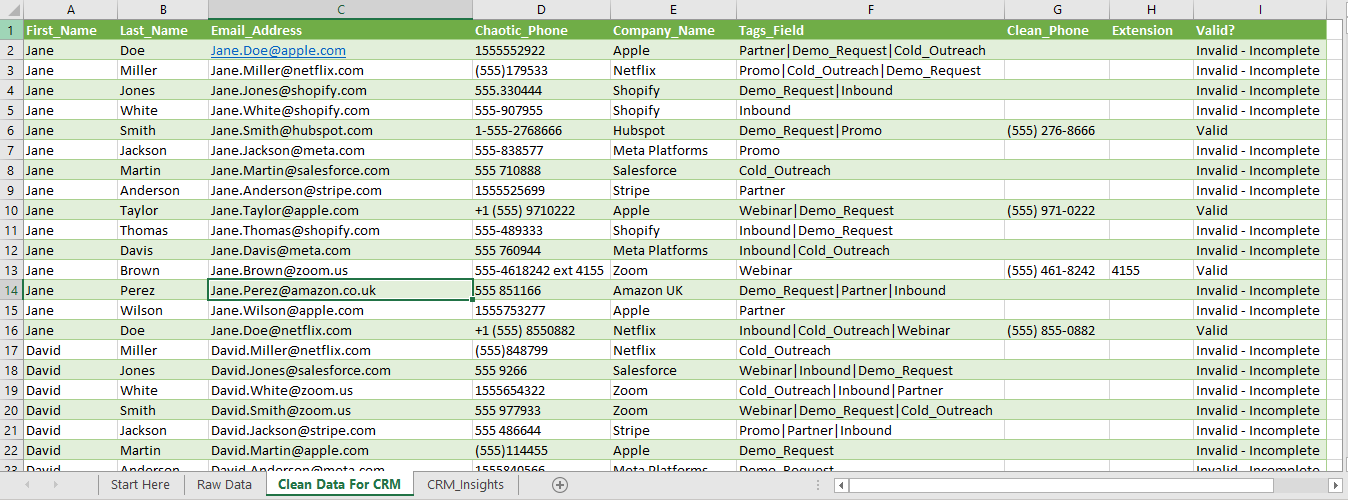 A B C D E F G H I
1 First_Name Last_Name Email_Address Chaotic_Phone Company_Name Tags_Field Clean_Phone Extension Valid?
2 Jane Doe Jane.Doe@apple.com 1555552922 Apple Partner|Demo_Request|Cold_Outreach Invalid - Incomplete
3 Jane Miller Jane.Miller@netflix.com (555)179533 Netflix Promo|Cold_Outreach|Demo_Request Invalid - Incomplete
4 Jane Jones Jane.Jones@shopify.com 555.330444 Shopify Demo_Request|Inbound Invalid - Incomplete
5 Jane White Jane.White@shopify.com 555-907955 Shopify Inbound Invalid - Incomplete
6 Jane Smith Jane.Smith@hubspot.com 1-555-2768666 Hubspot Demo_Request|Promo (555) 276-8666 Valid
7 Jane Jackson Jane.Jackson@meta.com 555-838577 Meta Platforms Promo Invalid - Incomplete
8 Jane Martin Jane.Martin@salesforce.com 555 710888 Salesforce Cold_Outreach Invalid - Incomplete
9 Jane Anderson Jane.Anderson@stripe.com 1555525699 Stripe Partner Invalid - Incomplete
10 Jane Taylor Jane.Taylor@apple.com +1 (555) 9710222 Apple Webinar|Demo_Request (555) 971-0222 Valid
11 Jane Thomas Jane.Thomas@shopify.com 555-489333 Shopify Inbound|Demo_Request Invalid - Incomplete
12 Jane Davis Jane.Davis@meta.com 555 760944 Meta Platforms Inbound|Cold_Outreach Invalid - Incomplete
13 Jane Brown Jane.Brown@zoom.us 555-4618242 ext 4155 Zoom Webinar (555) 461-8242 4155 Valid
14 Jane Perez Jane.Perez@amazon.co.uk 555 851166 Amazon UK Demo_Request|Partner|Inbound Invalid - Incomplete
15 Jane Wilson Jane.Wilson@apple.com 1555753277 Apple Partner Invalid - Incomplete
16 Jane Doe Jane.Doe@netflix.com +1 (555) 8550882 Netflix Inbound|Cold_Outreach|Webinar (555) 855-0882 Valid
17 David Miller David.Miller@netflix.com (555)848799 Netflix Cold_Outreach Invalid - Incomplete
18 David Jones David.Jones@salesforce.com 555 9266 Salesforce Webinar|Inbound|Demo_Request Invalid - Incomplete
19 David White David.White@zoom.us 1555654322 Zoom Cold_Outreach|Inbound|Partner Invalid - Incomplete
20 David Smith David.Smith@zoom.us 555 977933 Zoom Webinar|Demo_Request|Cold_Outreach Invalid - Incomplete
21 David Jackson David.Jackson@stripe.com 555 486644 Stripe Promo|Partner|Inbound Invalid - Incomplete
22 David Martin David.Martin@apple.com (555)114455 Apple Demo_Request Invalid - Incomplete
23 David Anderson David.Anderson@meta.com 1555840566 Meta Platforms Demo_Request Invalid - Incomplete
Start Here Raw Data Clean Data For CRM CRM_Insights